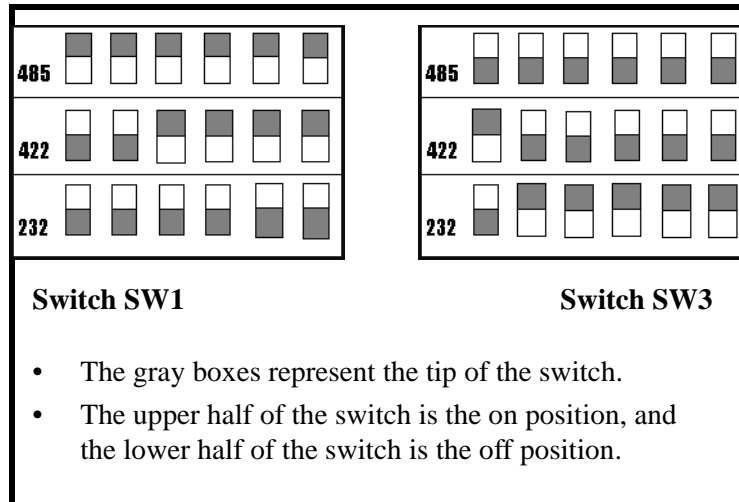 485
422
232
485
422
232
Switch SW1
Switch SW3
• The gray boxes represent the tip of the switch.
• The upper half of the switch is the on position, and
the lower half of the switch is the off position.